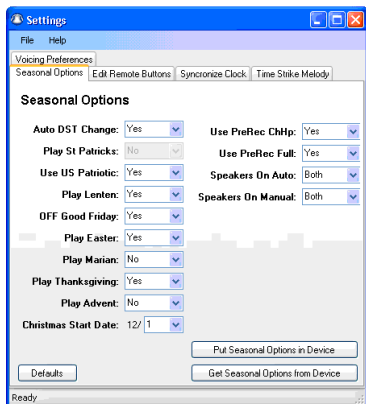 Settings
File Help
Voicing Preferences
Seasonal Options Edit Remote Buttons Syncronize Clock Time Strike Melody
Seasonal Options
Auto DST Change: Yes
Play St Patricks: No
Use US Patriotic: Yes
Play Lenten: Yes
OFF Good Friday: Yes
Play Easter: Yes
Play Marian: No
Play Thanksgiving: Yes
Play Advent: No
Christmas Start Date: 12/ 1
Use PreRec ChHp: Yes
Use PreRec Full: Yes
Speakers On Auto: Both
Speakers On Manual: Both
Put Seasonal Options in Device
Defaults Get Seasonal Options from Device
Ready